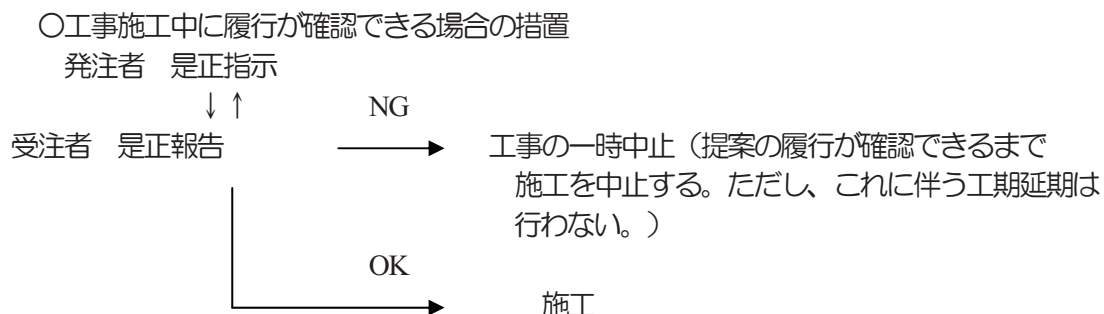 〇工事施工中に履行が確認できる場合の措置
発注者　是正指示
↓↑　NG
受注者　是正報告　工事の一時中止（提案の履行が確認できるまで
施工を中止する。ただし、これに伴う工期延期は
行わない。）
OK
施工